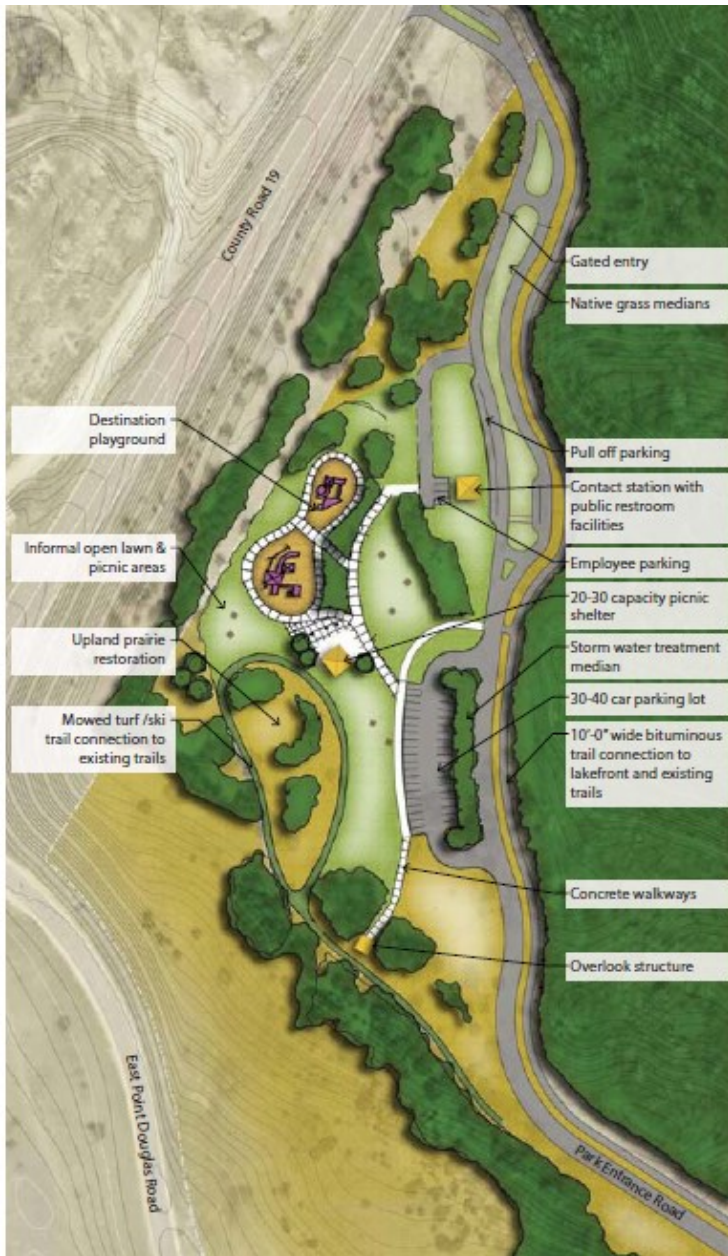 County Road 19
Gated entry
Native grass medians
Destination
playground
Pull off parking
Contact station with
public restroom
facilities
Informal open lawn &
picnic areas
Employee parking
20-30 capacity picnic
shelter
Upland prairie
restoration
Storm water treatment
median
30-40 car parking lot
Mowed turf /ski
trail connection to
existing trails
10'-0" wide bituminous
trail connection to
lakefront and existing
trails
Concrete walkways
Overlook structure
East Point Douglas Road
Park Entrance Road